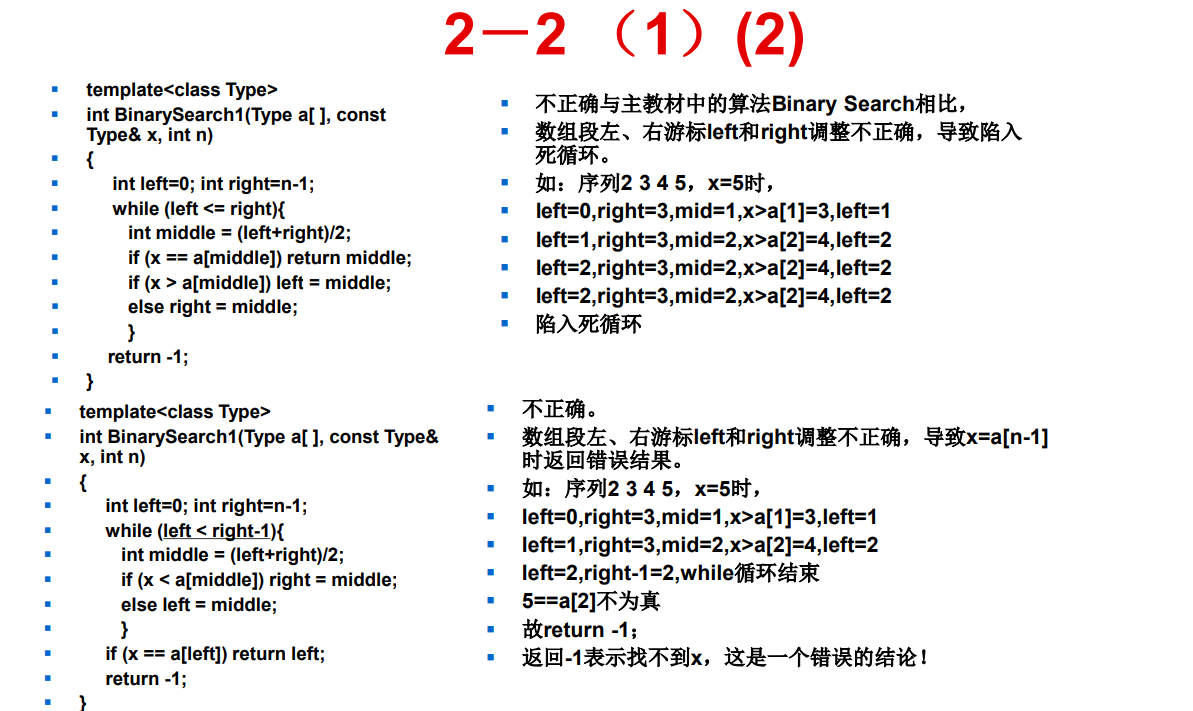 2－2 （1）(2)
template<class Type>
int BinarySearch1(Type a[ ], const
Type& x, int n)
{
int left=0; int right=n-1;
while (left <= right){
int middle = (left+right)/2;
if (x == a[middle]) return middle;
if (x > a[middle]) left = middle;
else right = middle;
}
return -1;
}
不正确与主教材中的算法Binary Search相比，
数组段左、右游标left和right调整不正确，导致陷入
死循环。
如：序列2 3 4 5，x=5时，
left=0,right=3,mid=1,x>a[1]=3,left=1
left=1,right=3,mid=2,x>a[2]=4,left=2
left=2,right=3,mid=2,x>a[2]=4,left=2
left=2,right=3,mid=2,x>a[2]=4,left=2
陷入死循环
template<class Type>
int BinarySearch1(Type a[ ], const Type&
x, int n)
{
int left=0; int right=n-1;
while (left < right-1){
int middle = (left+right)/2;
if (x < a[middle]) right = middle;
else left = middle;
}
if (x == a[left]) return left;
return -1;
}
不正确。
数组段左、右游标left和right调整不正确，导致x=a[n-1]
时返回错误结果。
如：序列2 3 4 5，x=5时，
left=0,right=3,mid=1,x>a[1]=3,left=1
left=1,right=3,mid=2,x>a[2]=4,left=2
left=2,right-1=2,while循环结束
5==a[2]不为真
故return -1；
返回-1表示找不到x，这是一个错误的结论！